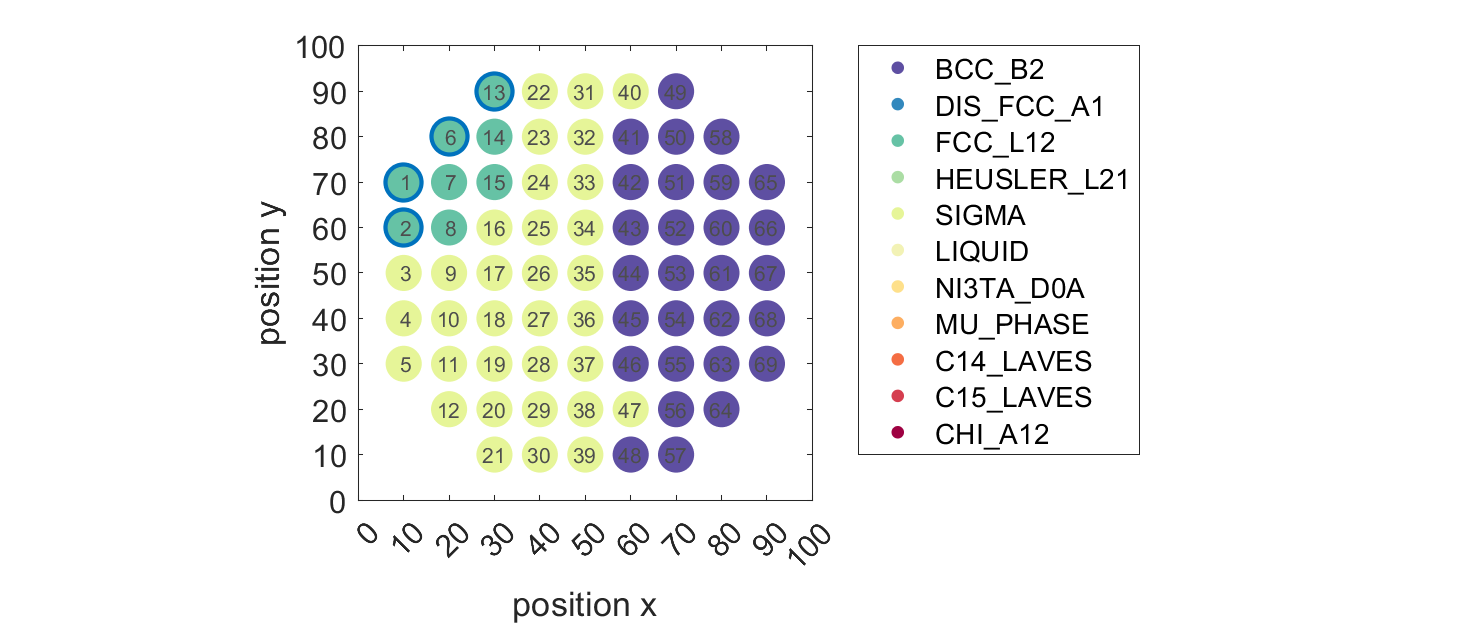 100
90
80
70
60
50
40
30
20
10
0
position y
13 22 31 40 49
6 14 23 32 41 50 58
1 7 15 24 33 42 51 59 65
2 8 16 25 34 43 52 60 66
3 9 17 26 35 44 53 61 67
4 10 18 27 36 45 54 62 68
5 11 19 28 37 46 55 63 69
12 20 29 38 47 56 64
21 30 39 48 57
0 10 20 30 40 50 60 70 80 90 100
position x
BCC_B2
DIS_FCC_A1
FCC_L12
HEUSLER_L21
SIGMA
LIQUID
NI3TA_D0A
MU_PHASE
C14_LAVES
C15_LAVES
CHI_A12